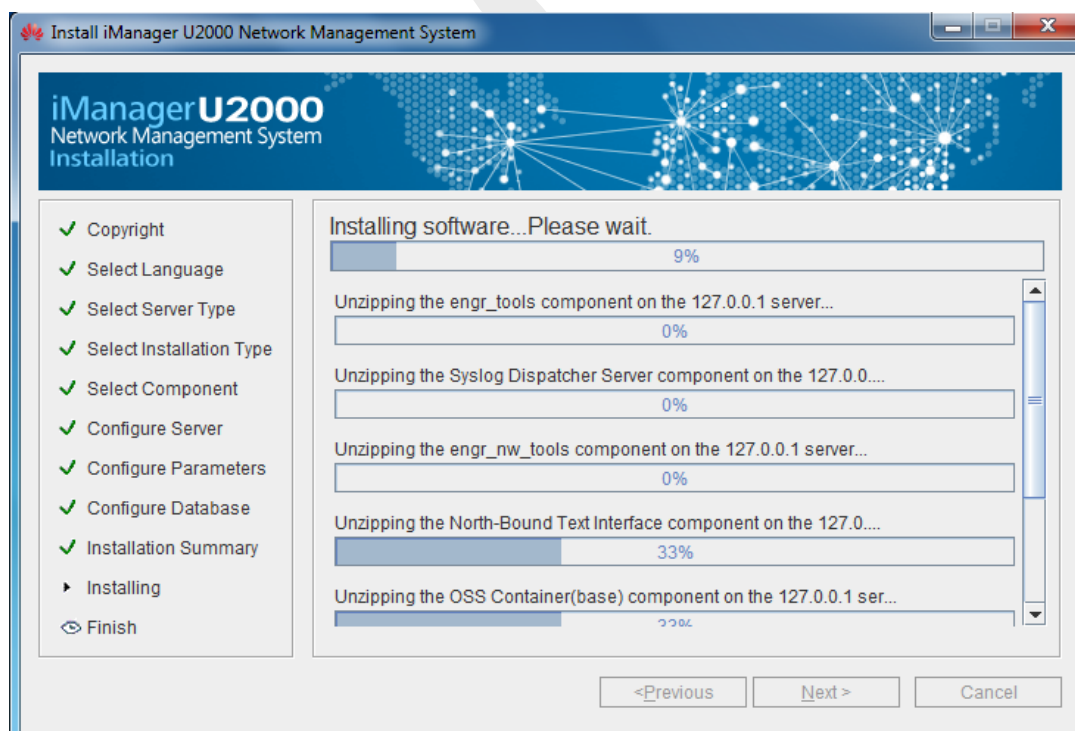 Install iManager U2000 Network Management System
iManager U2000
Network Management System
Installation
Copyright
Select Language
Select Server Type
Select Installation Type
Select Component
Configure Server
Configure Parameters
Configure Database
Installation Summary
Installing
Finish
Installing software...Please wait.
9%
Unzipping the engr_tools component on the 127.0.0.1 server...
0%
Unzipping the Syslog Dispatcher Server component on the 127.0.0....
0%
Unzipping the engr_nw_tools component on the 127.0.0.1 server...
0%
Unzipping the North-Bound Text Interface component on the 127.0....
33%
Unzipping the OSS Container(base) component on the 127.0.0.1 ser...
33%
<Previous Next > Cancel